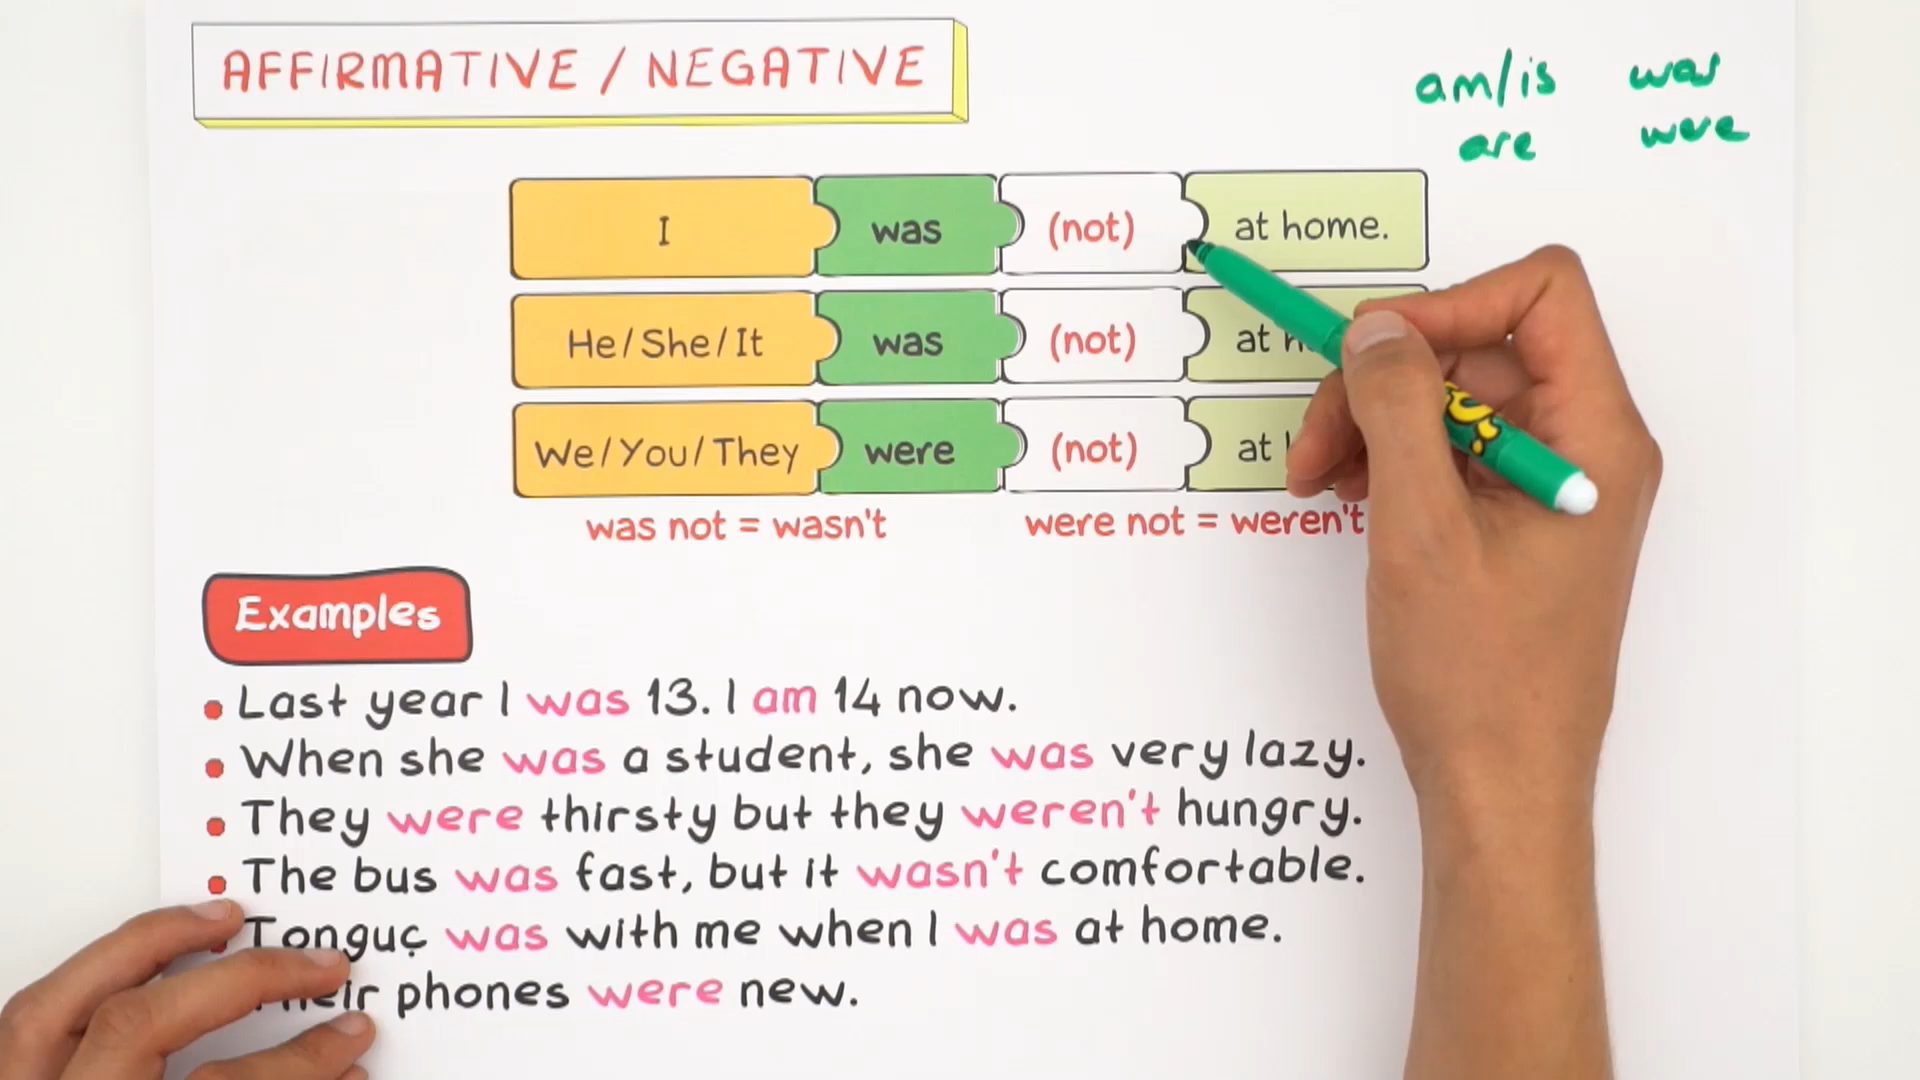 AFFIRMATIVE / NEGATIVE
am/is was
are were
I was (not) at home.
He/She/It was (not) at
We/You/They were (not) at
was not = wasn't were not = weren't
Examples
Last year I was 13. I am 14 now.
When she was a student, she was very lazy.
They were thirsty but they weren't hungry.
The bus was fast, but it wasn't comfortable.
Tonguç was with me when I was at home.
Their phones were new.